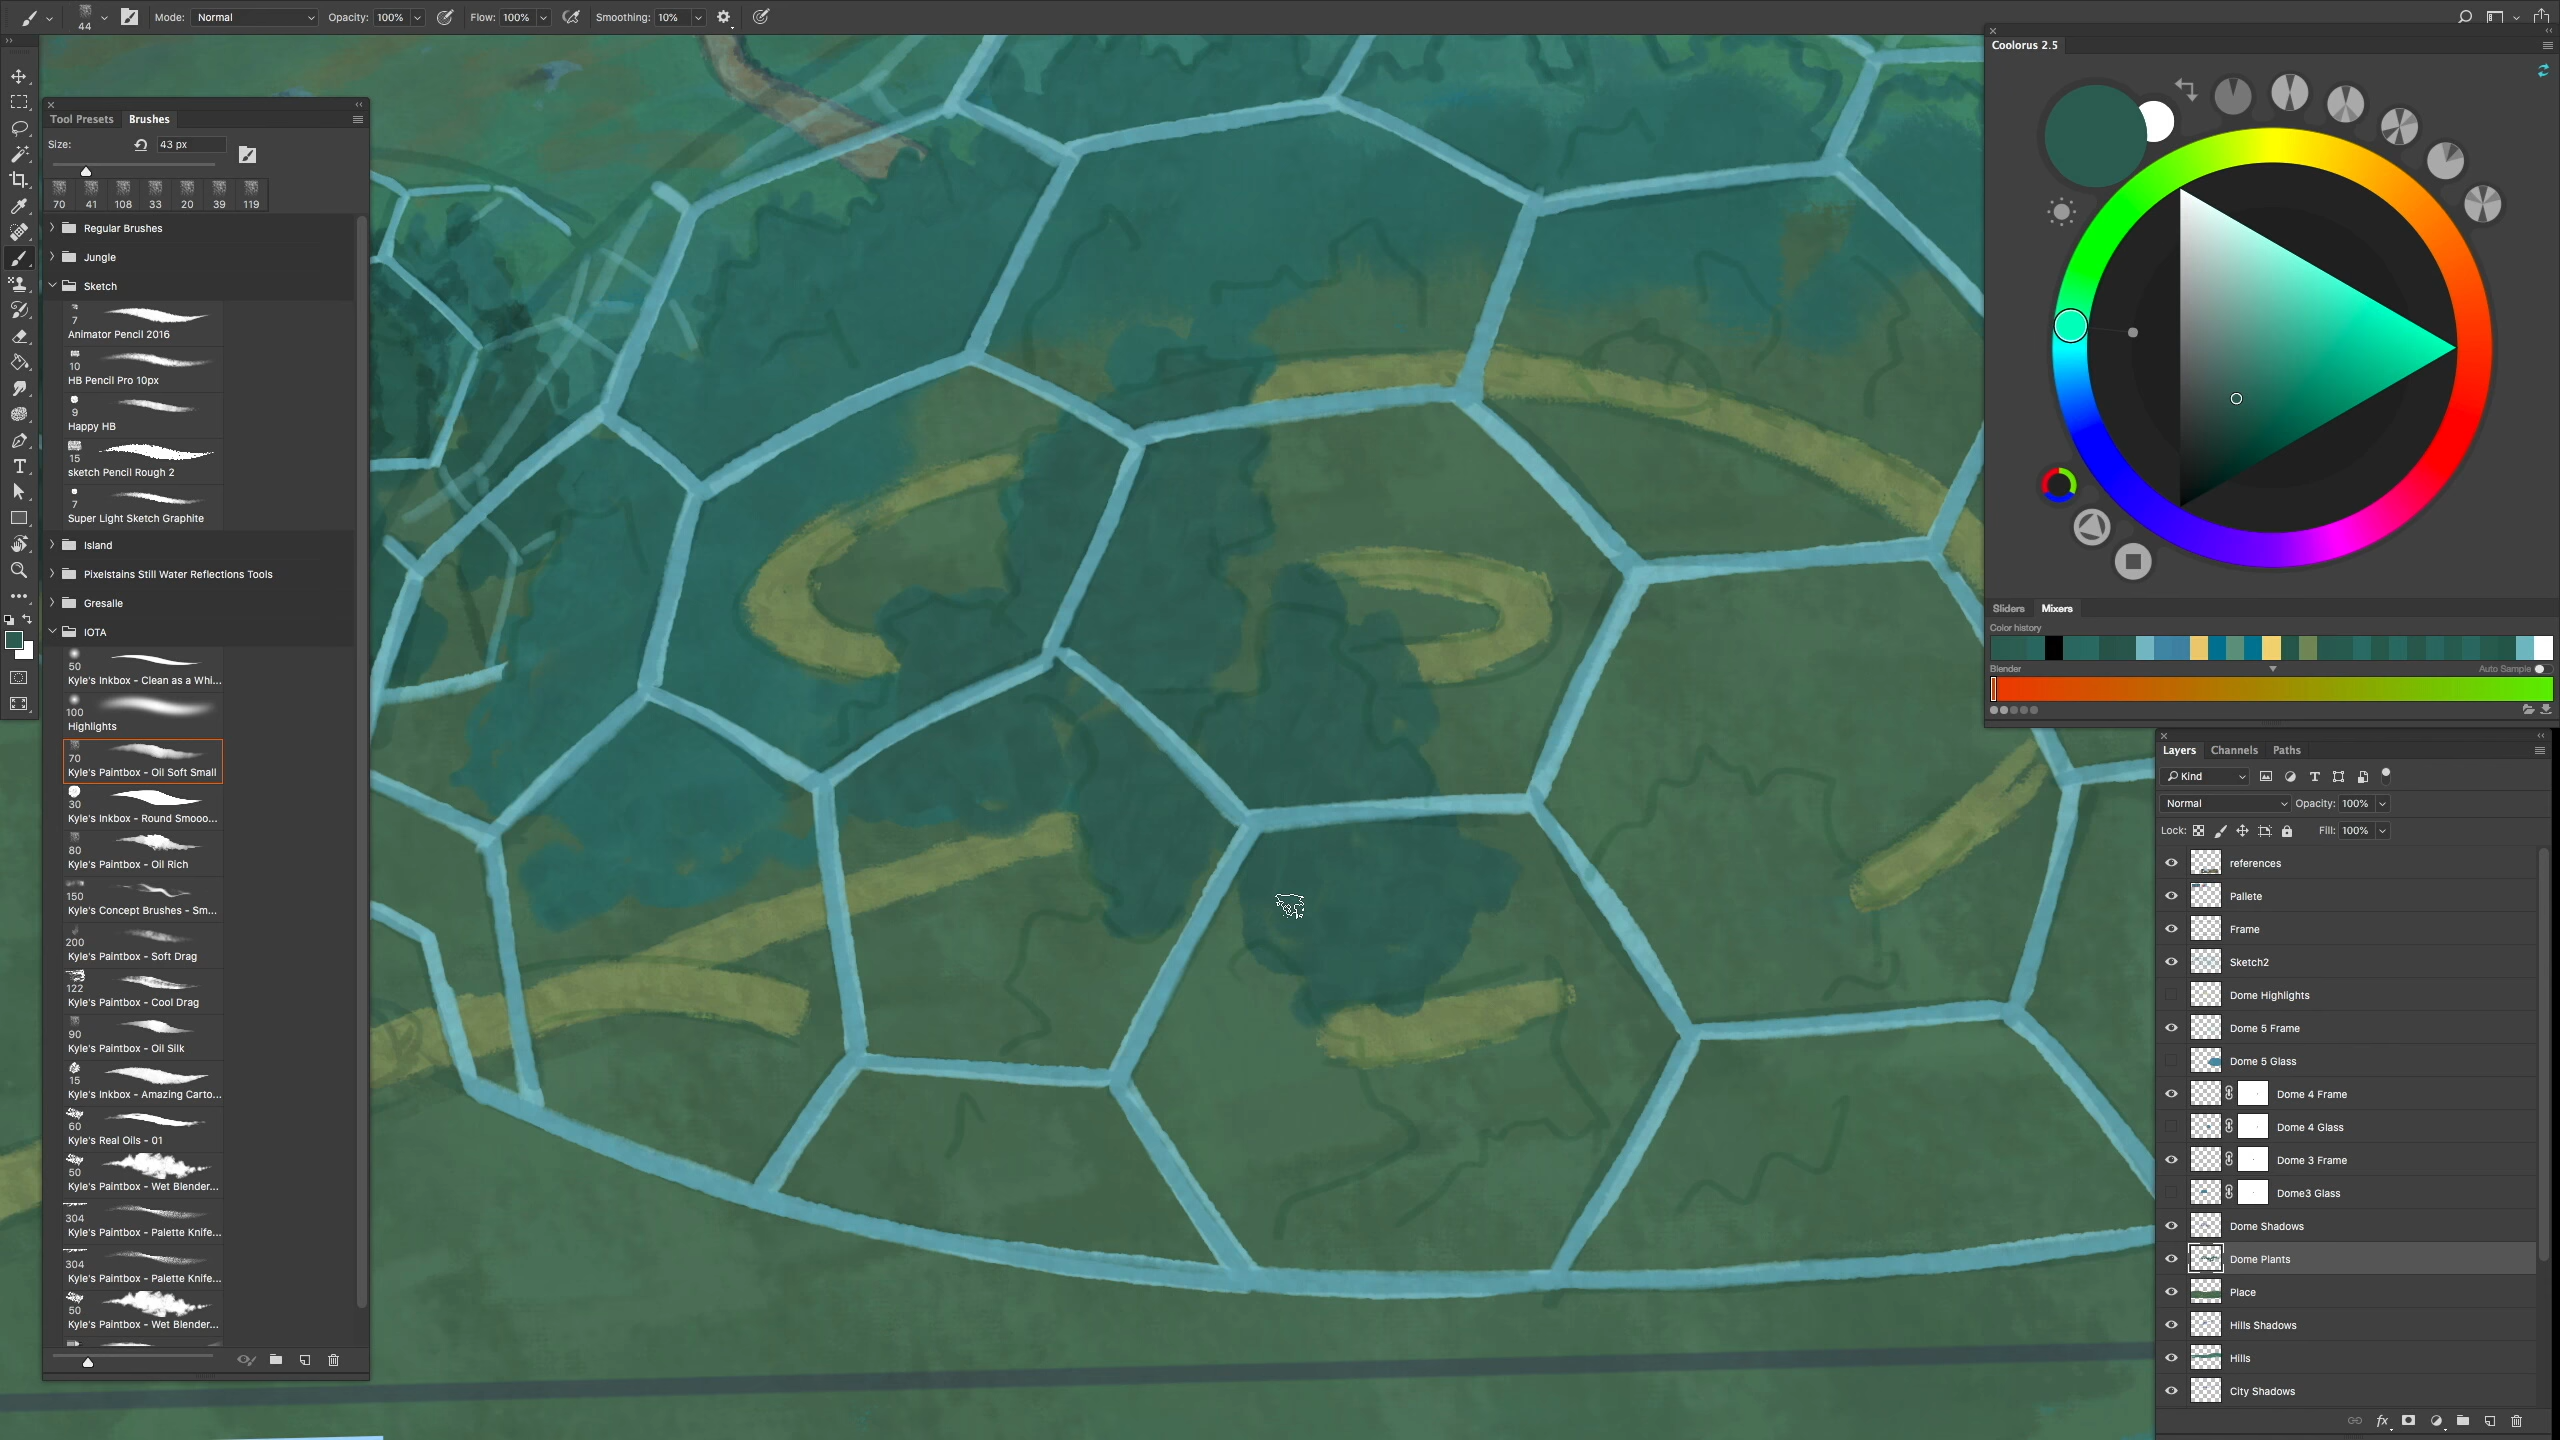 44
Mode: Normal
Opacity: 100%
Flow: 100%
Smoothing: 10%
Tool Presets Brushes
Size: 43 px
70 41 108 33 20 39 119
Regular Brushes
Jungle
Sketch
7
Animator Pencil 2016
10
HB Pencil Pro 10px
9
Happy HB
15
sketch Pencil Rough 2
7
Super Light Sketch Graphite
Island
Pixelstains Still Water Reflections Tools
Gresalle
IOTA
50
Kyle's Inkbox - Clean as a Whi...
100
Highlights
70
Kyle's Paintbox - Oil Soft Small
30
Kyle's Inkbox - Round Smooo...
80
Kyle's Paintbox - Oil Rich
150
Kyle's Concept Brushes - Sm...
200
Kyle's Paintbox - Soft Drag
122
Kyle's Paintbox - Cool Drag
90
Kyle's Paintbox - Oil Silk
15
Kyle's Inkbox - Amazing Carto...
60
Kyle's Real Oils - 01
50
Kyle's Paintbox - Wet Blender...
304
Kyle's Paintbox - Palette Knife...
304
Kyle's Paintbox - Palette Knife...
50
Kyle's Paintbox - Wet Blender...
Coolorus 2.5
Sliders Mixers
Color history
Blender
Auto Sample
Layers Channels Paths
Kind
Normal
Opacity: 100%
Lock:
Fill: 100%
references
Pallete
Frame
Sketch2
Dome Highlights
Dome 5 Frame
Dome 5 Glass
Dome 4 Frame
Dome 4 Glass
Dome 3 Frame
Dome3 Glass
Dome Shadows
Dome Plants
Place
Hills Shadows
Hills
City Shadows
fx